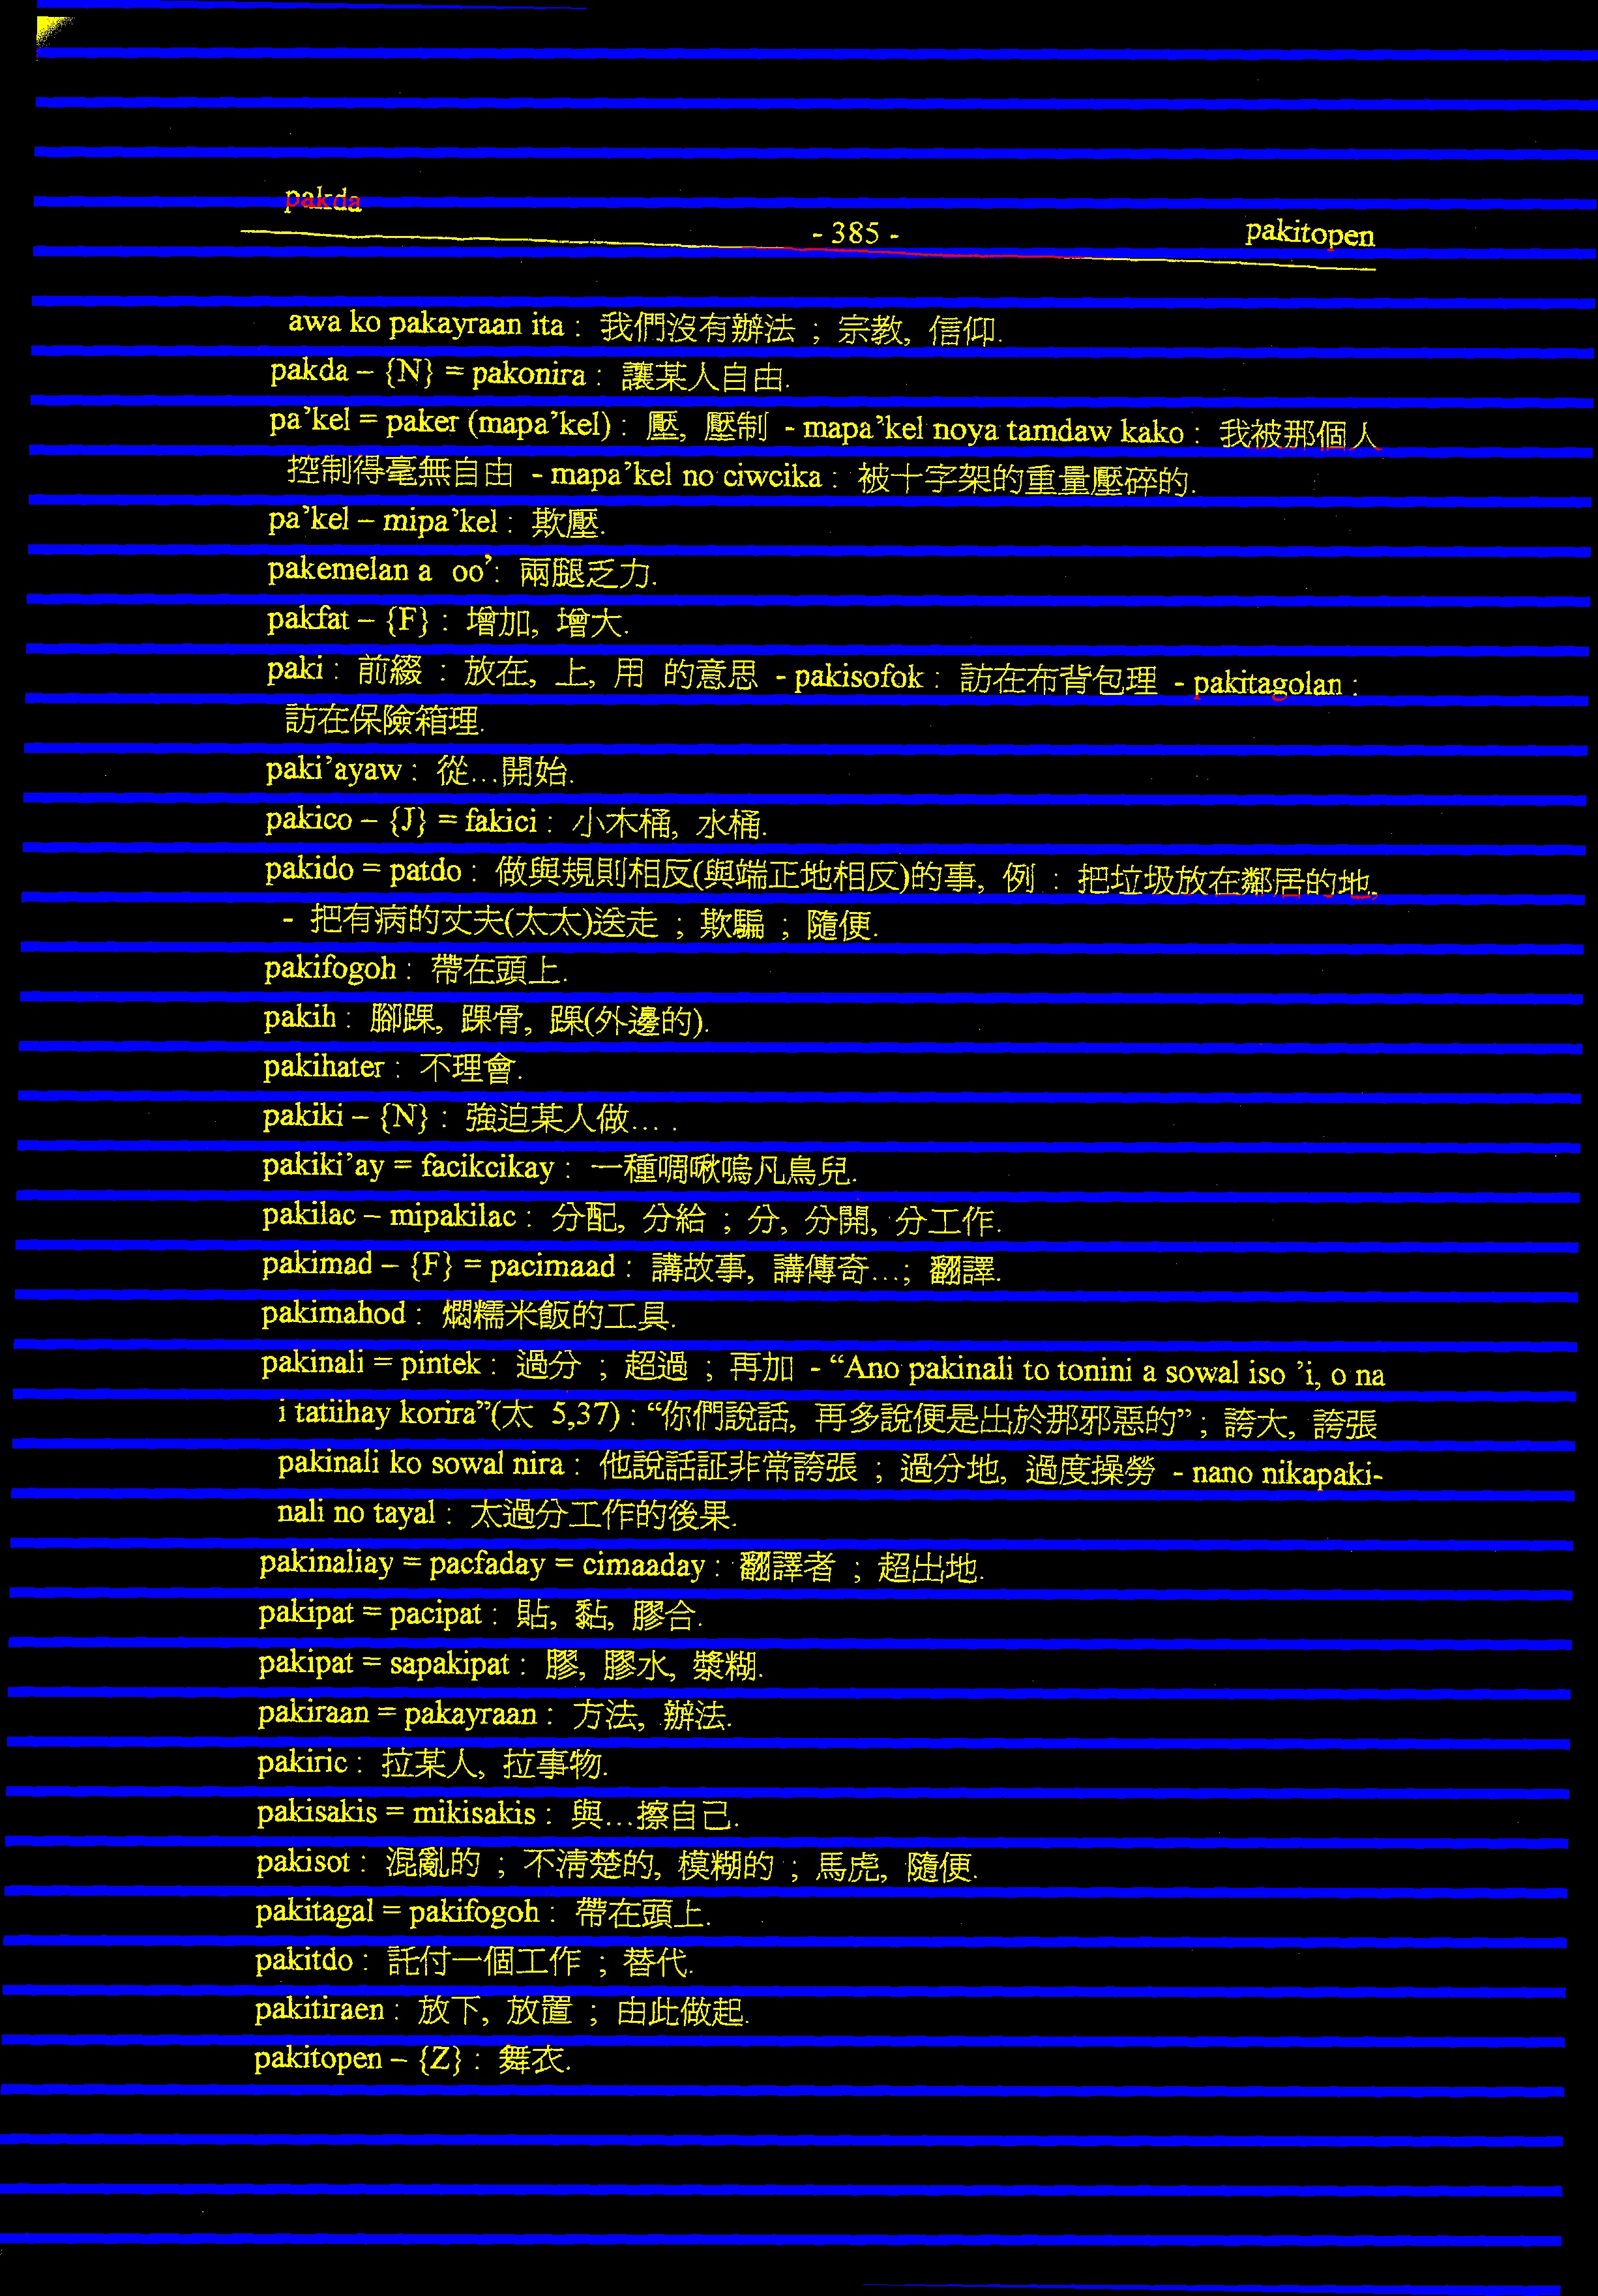 pakda
- 385 -
pakitopen
awa ko pakayraan ita : 我們沒有辦法 ; 宗教, 信仰.
pakda – {N} = pakonira : 讓某人自由.
pa’kel = paker (mapa’kel) : 壓, 壓制 - mapa’kel noya tamdaw kako : 我被那個人
控制得毫無自由 - mapa’kel no ciwcika : 被十字架的重量壓碎的.
pa’kel – mipa’kel : 欺壓.
pakemelan a oo’: 兩腿乏力.
pakfat – {F} : 增加, 增大.
paki : 前綴 : 放在, 上, 用 的意思 - pakisofok : 訪在布背包理 - pakitagolan :
訪在保險箱理.
paki’ayaw : 從…開始.
pakico – {J} = fakici : 小木桶, 水桶.
pakido = patdo : 做與規則相反(與端正地相反)的事, 例 : 把垃圾放在鄰居的地,
- 把有病的丈夫(太太)送走 ; 欺騙 ; 隨便.
pakifogoh : 帶在頭上.
pakih : 腳踝, 踝骨, 踝(外邊的).
pakihater : 不理會.
pakiki – {N} : 強迫某人做… .
pakiki’ay = facikcikay : 一種啁啾鳴凡鳥兒.
pakilac – mipakilac : 分配, 分給 ; 分, 分開, 分工作.
pakimad – {F} = pacimaad : 講故事, 講傳奇…; 翻譯.
pakimahod : 燜糯米飯的工具.
pakinali = pintek : 過分 ; 超過 ; 再加 - “Ano pakinali to tonini a sowal iso ’i, o na
i tatiihay korira”(太 5,37) : “你們說話, 再多說便是出於那邪惡的” ; 誇大, 誇張
pakinali ko sowal nira : 他說話証非常誇張 ; 過分地, 過度操勞 - nano nikapaki-
nali no tayal : 太過分工作的後果.
pakinaliay = pacfaday = cimaaday : 翻譯者 ; 超出地.
pakipat = pacipat : 貼, 黏, 膠合.
pakipat = sapakipat : 膠, 膠水, 漿糊.
pakiraan = pakayraan : 方法, 辦法.
pakiric : 拉某人, 拉事物.
pakisakis = mikisakis : 與…擦自己.
pakisot : 混亂的 ; 不清楚的, 模糊的 ; 馬虎, 隨便.
pakitagal = pakifogoh : 帶在頭上.
pakitdo : 託付一個工作 ; 替代.
pakitiraen : 放下, 放置 ; 由此做起.
pakitopen – {Z} : 舞衣.